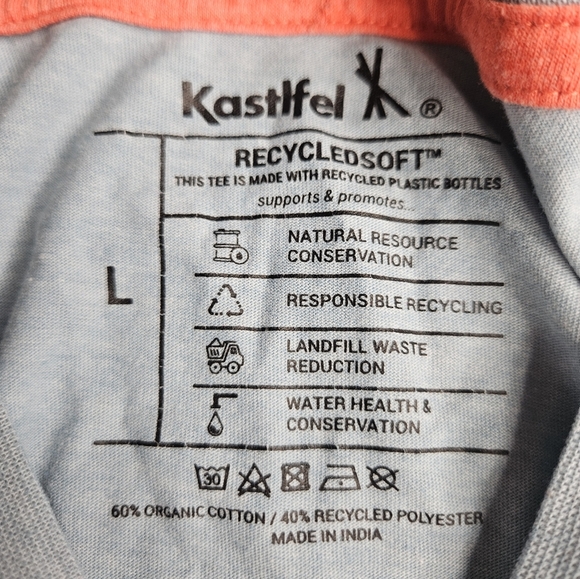 Kastlfel ®
RECYCLEDSOFT™
THIS TEE IS MADE WITH RECYCLED PLASTIC BOTTLES
supports & promotes...
L
NATURAL RESOURCE
CONSERVATION
RESPONSIBLE RECYCLING
LANDFILL WASTE
REDUCTION
WATER HEALTH &
CONSERVATION
30
60% ORGANIC COTTON / 40% RECYCLED POLYESTER
MADE IN INDIA